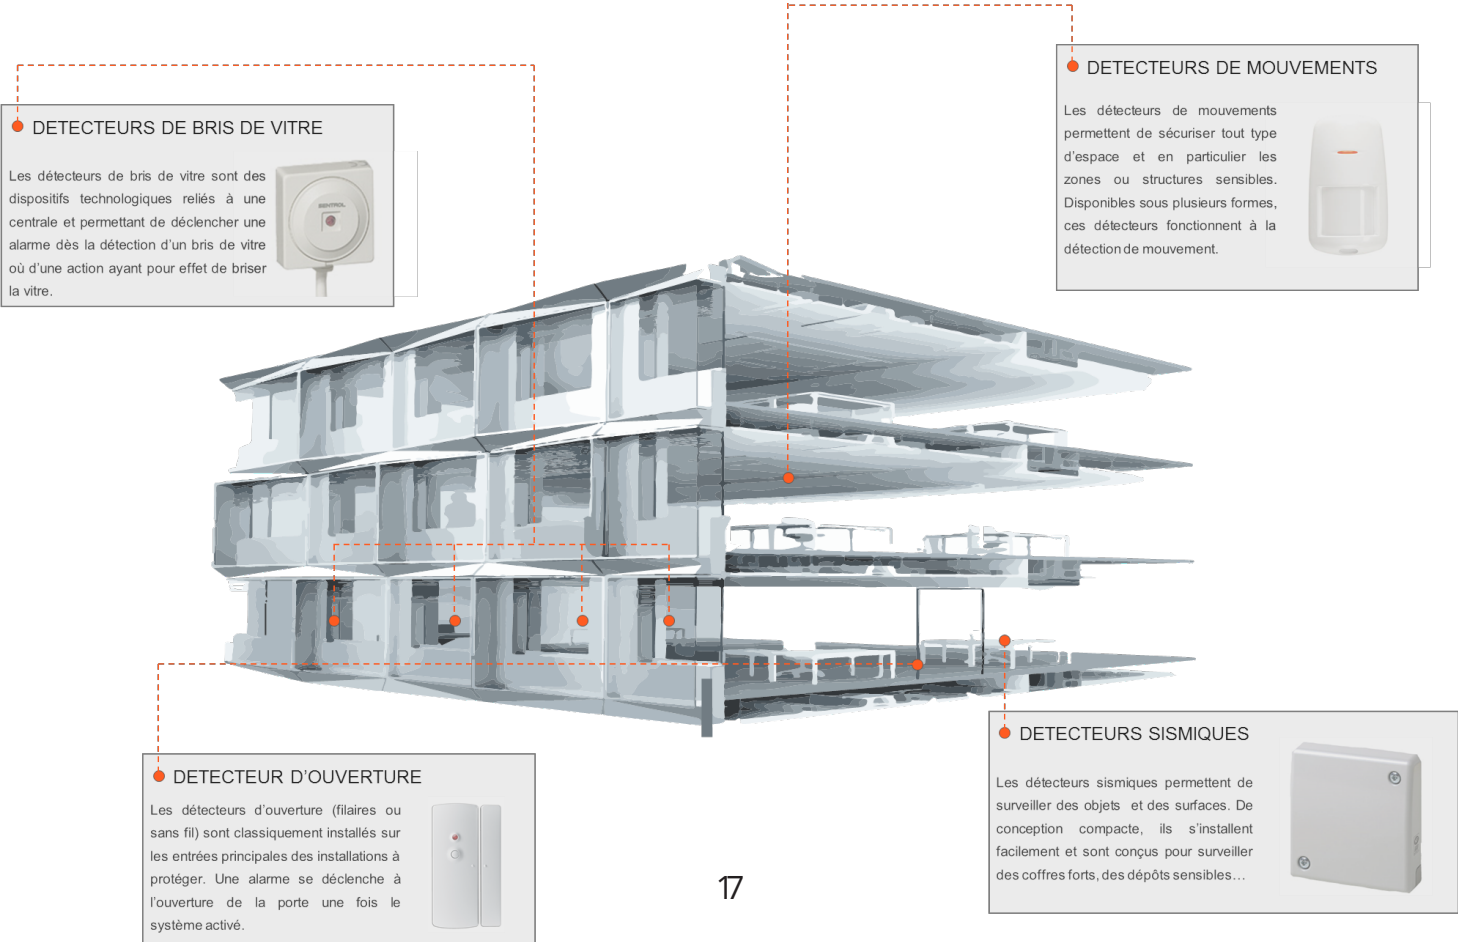 DETECTEURS DE MOUVEMENTS
Les détecteurs de mouvements
permettent de sécuriser tout type
d'espace et en particulier les
zones ou structures sensibles.
Disponibles sous plusieurs formes,
ces détecteurs fonctionnent à la
détection de mouvement.
DETECTEURS DE BRIS DE VITRE
Les détecteurs de bris de vitre sont des
dispositifs technologiques reliés à une
centrale et permettant de déclencher une
alarme dès la détection d'un bris de vitre
où d'une action ayant pour effet de briser
la vitre.
SENTROL
DETECTEURS SISMIQUES
Les détecteurs sismiques permettent de
surveiller des objets et des surfaces. De
conception compacte, ils s'installent
facilement et sont conçus pour surveiller
des coffres forts, des dépôts sensibles…
DETECTEUR D'OUVERTURE
Les détecteurs d'ouverture (filaires ou
sans fil) sont classiquement installés sur
les entrées principales des installations à
protéger. Une alarme se déclenche à
l'ouverture de la porte une fois le
système activé.
17